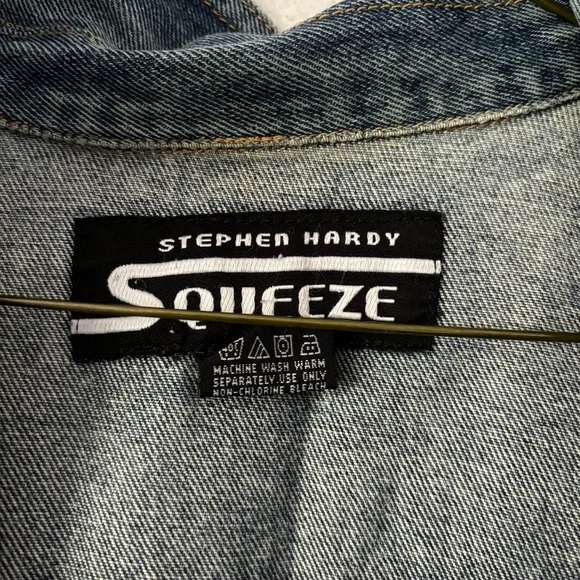 STEPHEN HARDY
SQUEEZE
MACHINE WASH WARM
SEPARATELY.USE ONLY
NON-CHLORINE BLEACH